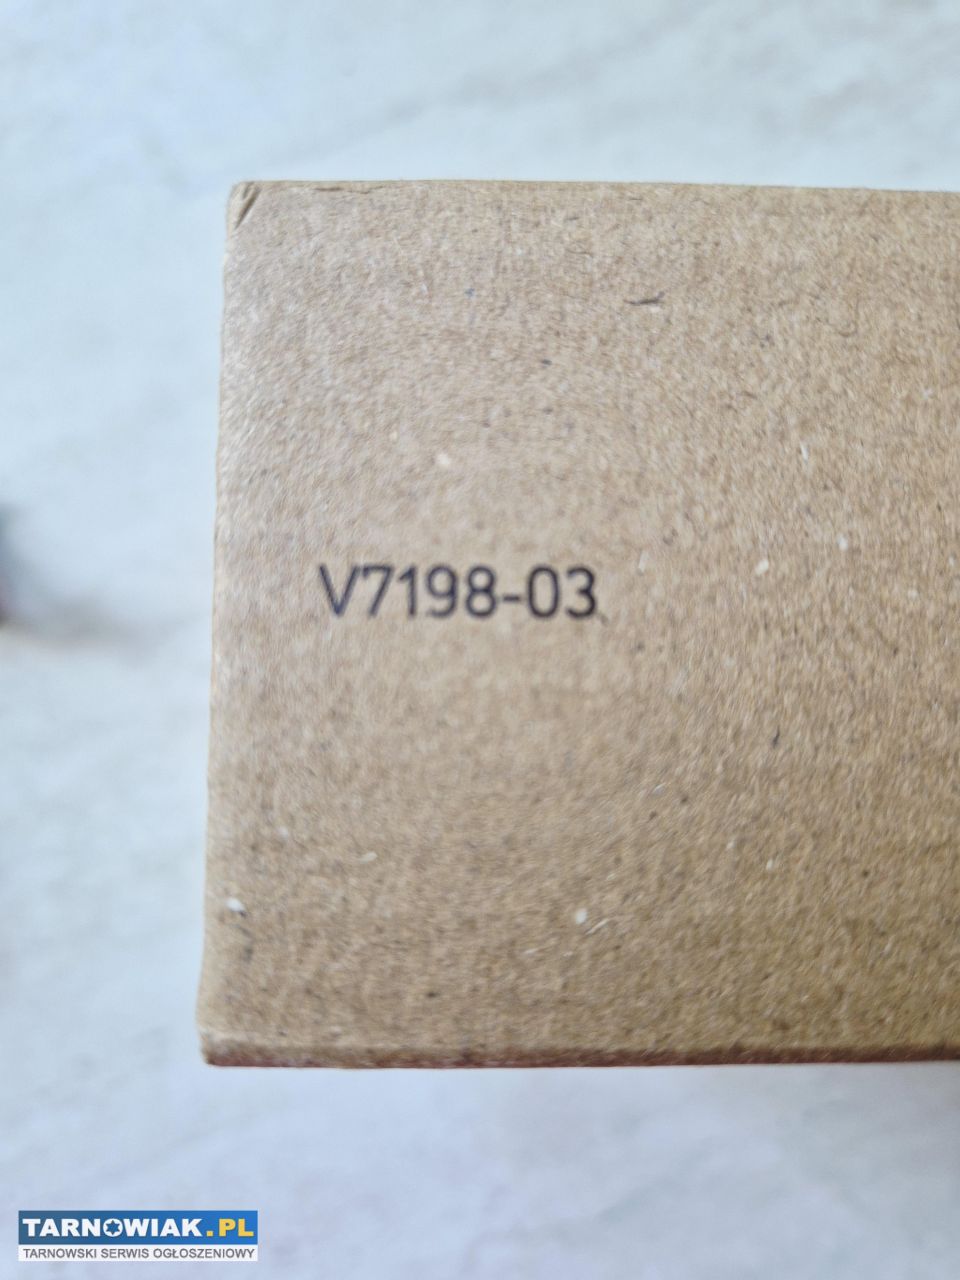 V7198-03
TARNOWIAK.PL
TARNOWSKI SERWIS OGŁOSZENIOWY